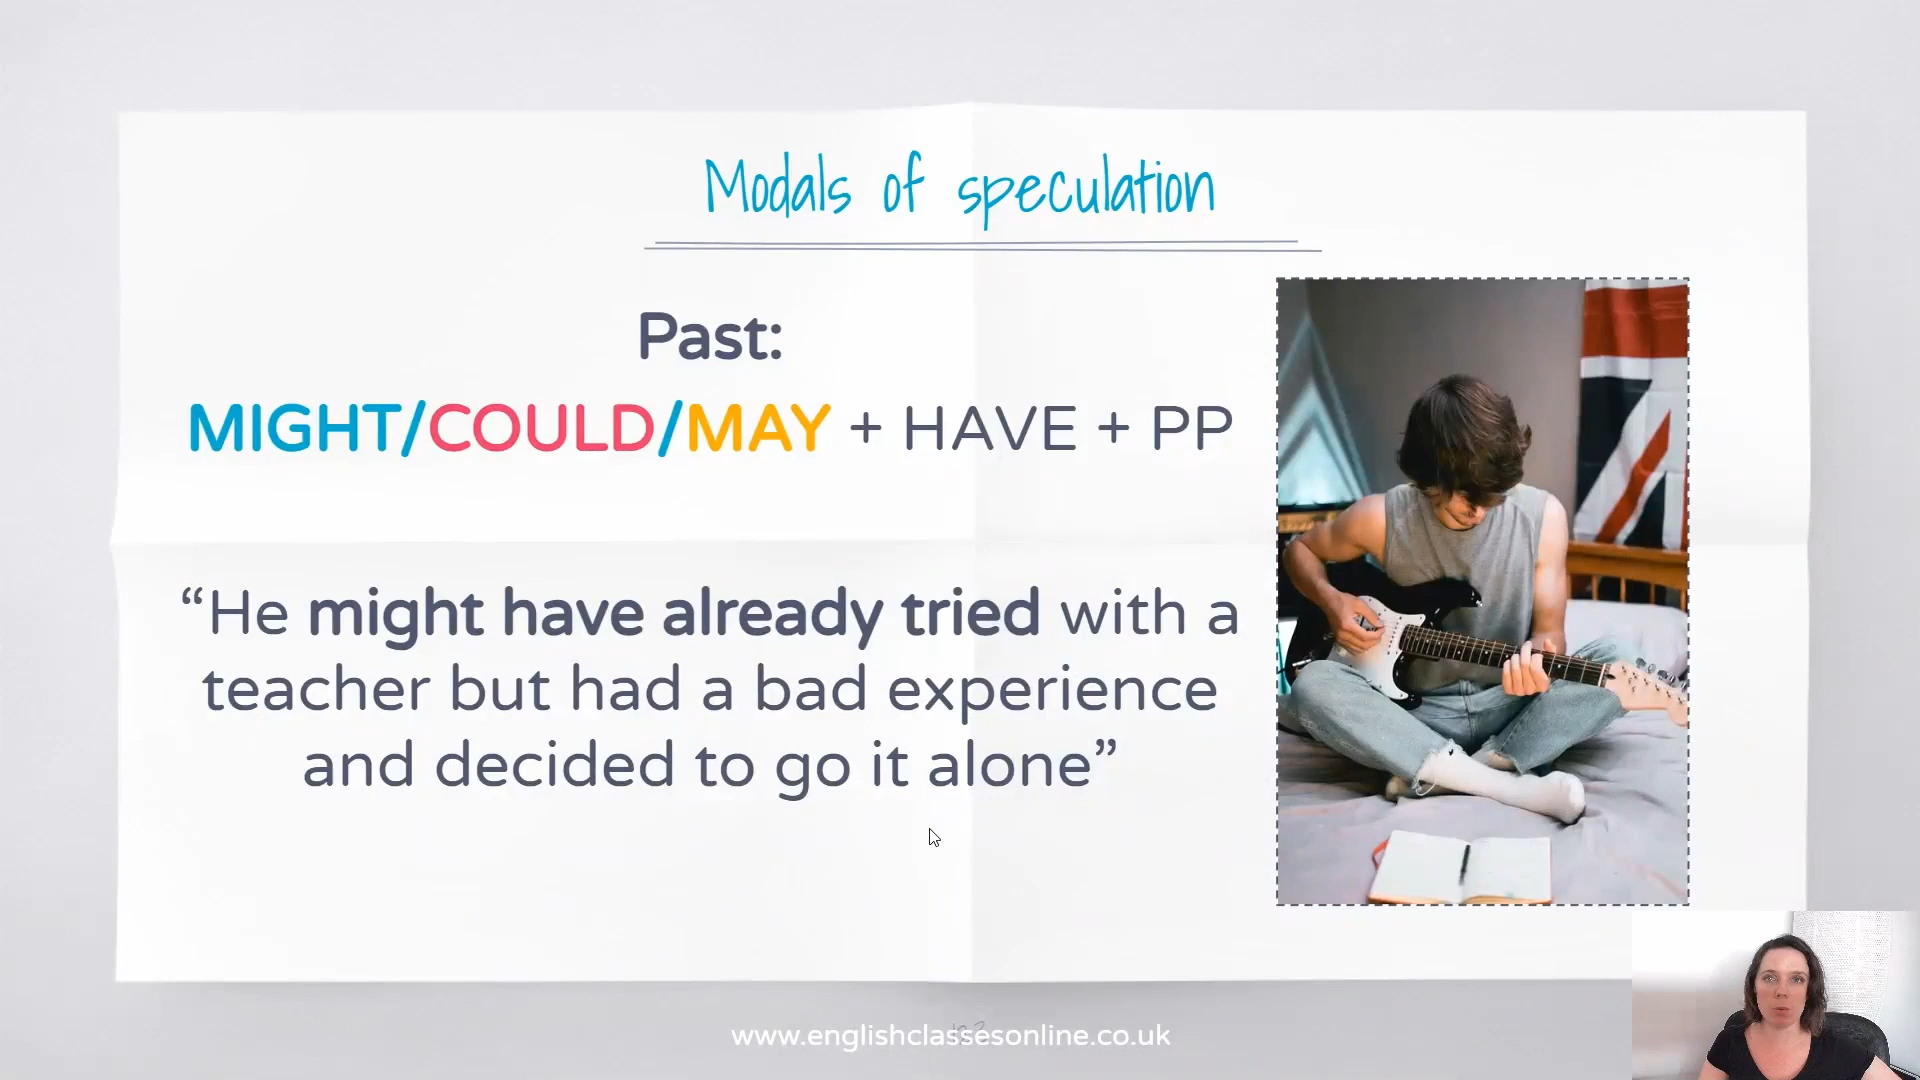 Modals of speculation
Past:
MIGHT/COULD/MAY + HAVE + PP
“He might have already tried with a
teacher but had a bad experience
and decided to go it alone”
www.englishclassesonline.co.uk